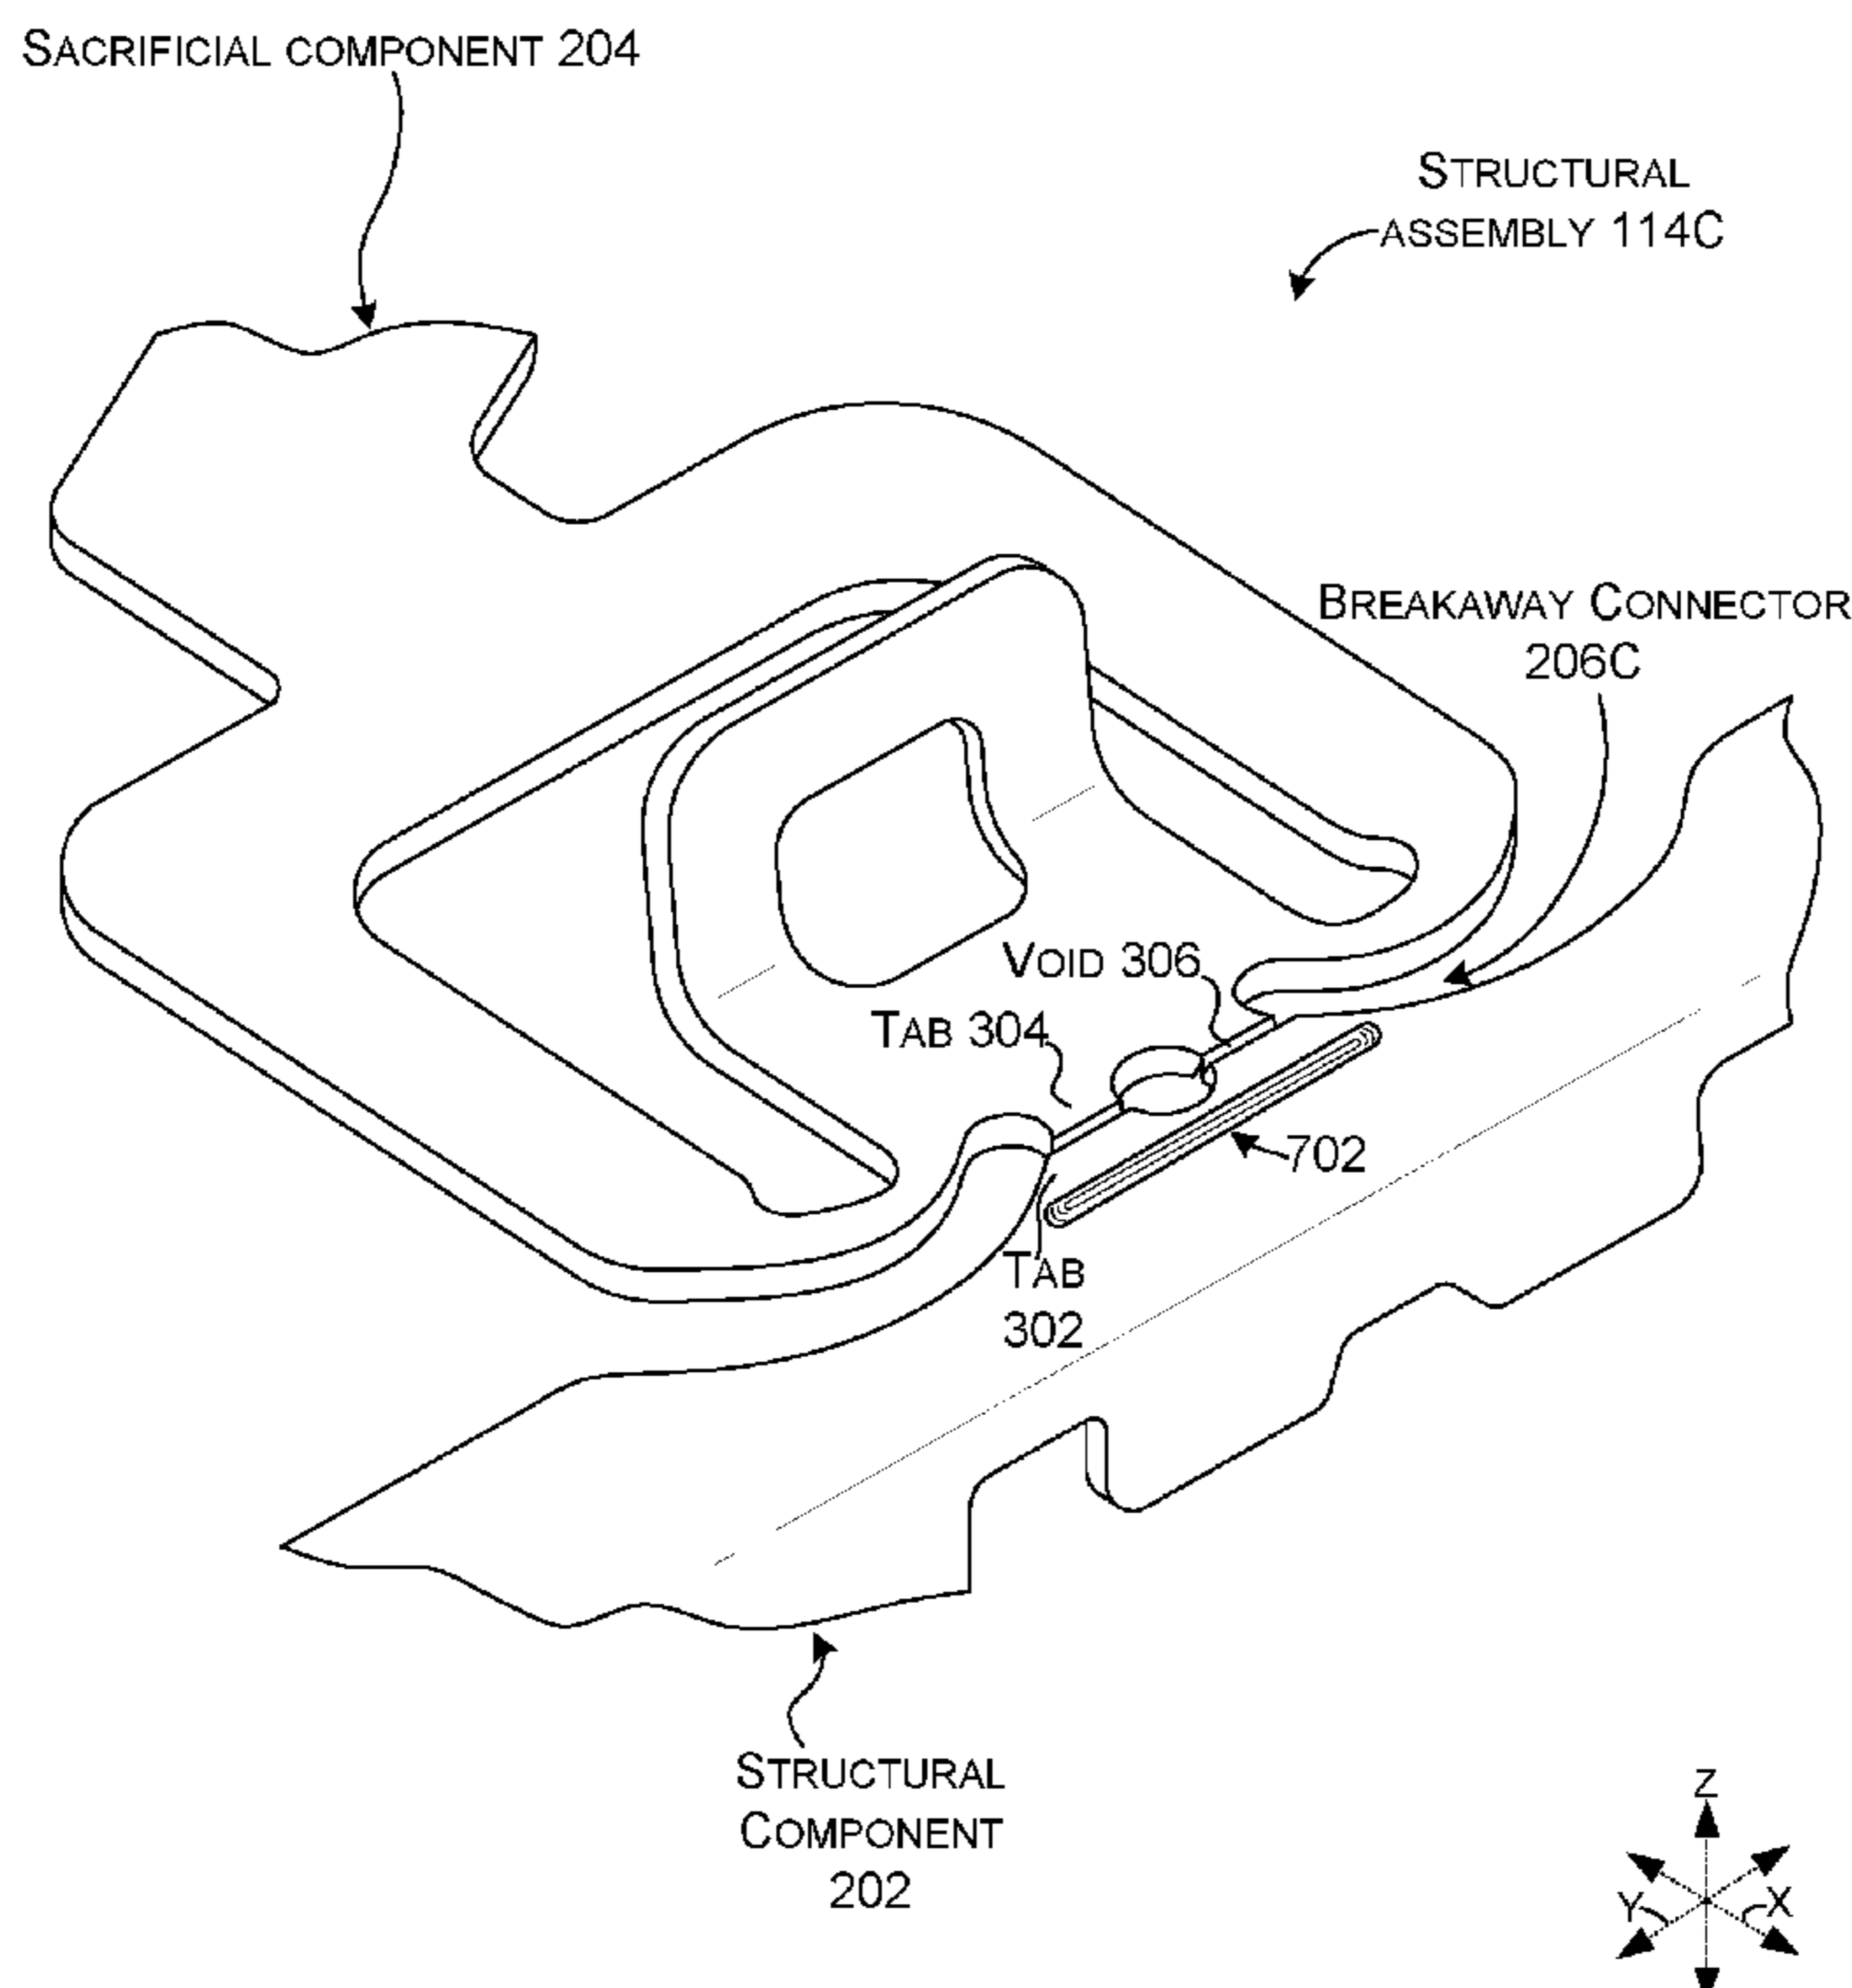 SACRIFICIAL COMPONENT 204
STRUCTURAL
ASSEMBLY 114C
BREAKAWAY CONNECTOR
206C
VOID 306
TAB 304
702
TAB
302
STRUCTURAL
COMPONENT
202
Z
Y
X